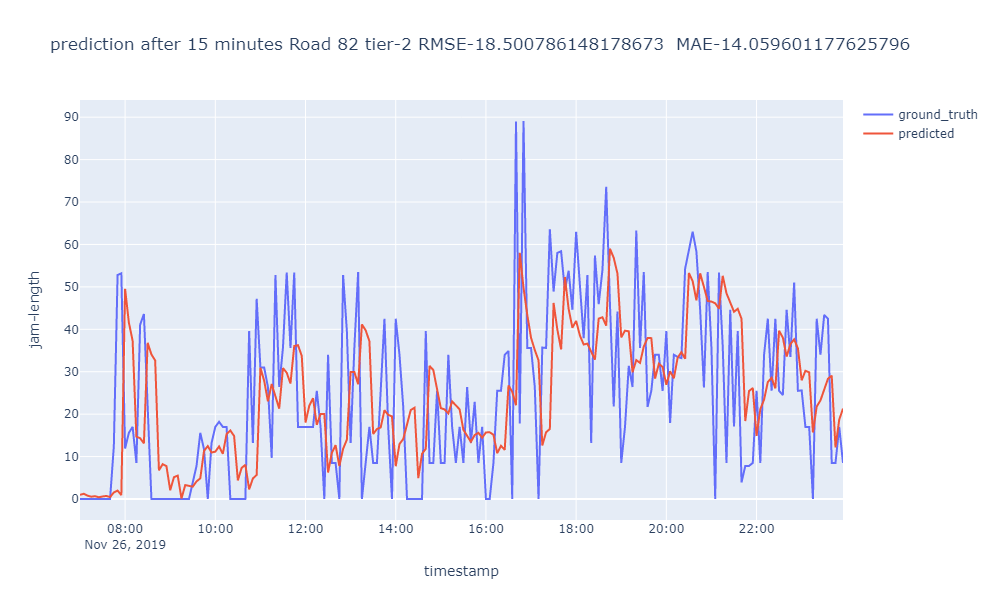 prediction after 15 minutes Road 82 tier-2 RMSE-18.500786148178673  MAE-14.059601177625796
ground_truth
predicted
90
80
70
60
50
40
30
20
10
0
jam-length
08:00 10:00 12:00 14:00 16:00 18:00 20:00 22:00
Nov 26, 2019
timestamp